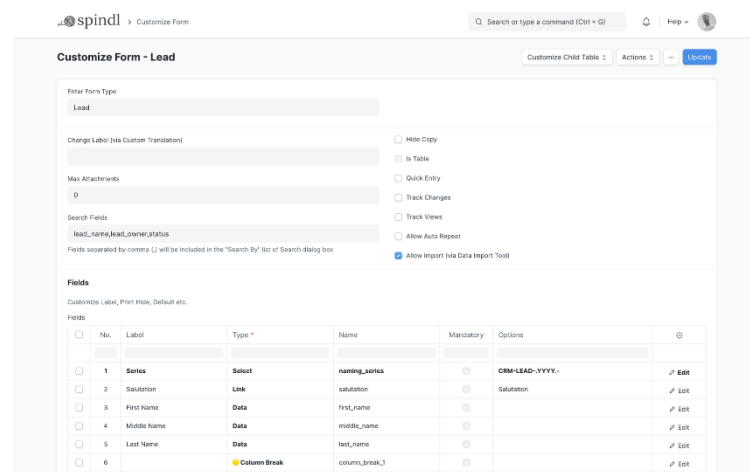 spindl > Customize Form
Search or type a command (Ctrl + G)
Help
Customize Form - Lead
Customize Child Table
Actions
...
Update
Enter Form Type
Lead
Change Label (via Custom Translation)
Max Attachments
0
Search Fields
lead_name,lead_owner,status
Fields separated by comma (,) will be included in the "Search By" list of Search dialog box
Hide Copy
Is Table
Quick Entry
Track Changes
Track Views
Allow Auto Repeat
Allow Import (via Data Import Tool)
Fields
Customize Label, Print Hide, Default etc.
Fields
No. Label Type * Name Mandatory Options
1 Series Select naming_series CRM-LEAD-.YYYY.- Edit
2 Salutation Link salutation Salutation Edit
3 First Name Data first_name Edit
4 Middle Name Data middle_name Edit
5 Last Name Data last_name Edit
6 Column Break column_break_1 Edit